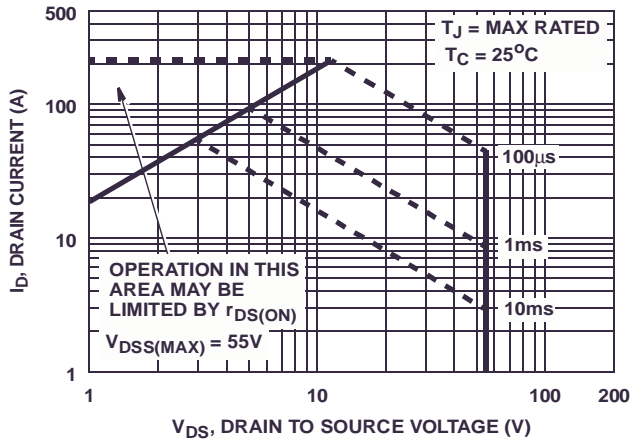 500
100
10
1
I_D, DRAIN CURRENT (A)
T_J = MAX RATED
T_C = 25°C
100μs
1ms
10ms
OPERATION IN THIS
AREA MAY BE
LIMITED BY r_DS(ON)
V_DSS(MAX) = 55V
1
10
100
200
V_DS, DRAIN TO SOURCE VOLTAGE (V)